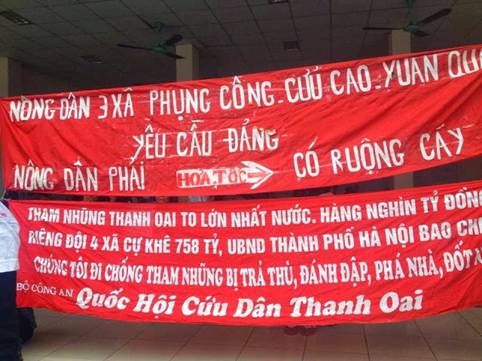 NÔNG DÂN 3 XÃ PHỤNG CÔNG-CỬU CAO-XUAN QU
YÊU CẦU ĐẢNG
NÔNG DÂN PHẢI HOẢ TỐC CÓ RUỘNG CẤY
THAM NHŨNG THANH OAI TO LỚN NHẤT NƯỚC. HÀNG NGHÌN TỶ ĐỒNG
RIÊNG ĐỘI 4 XÃ CỰ KHÊ 758 TỶ, UBND THÀNH PHỐ HÀ NỘI BAO CH
CHÚNG TÔI ĐI CHỐNG THAM NHŨNG BỊ TRẢ THÙ, ĐÁNH ĐẬP, PHÁ NHÀ, ĐỐT X
BỘ CÔNG AN Quốc Hội Cứu Dân Thanh Oai